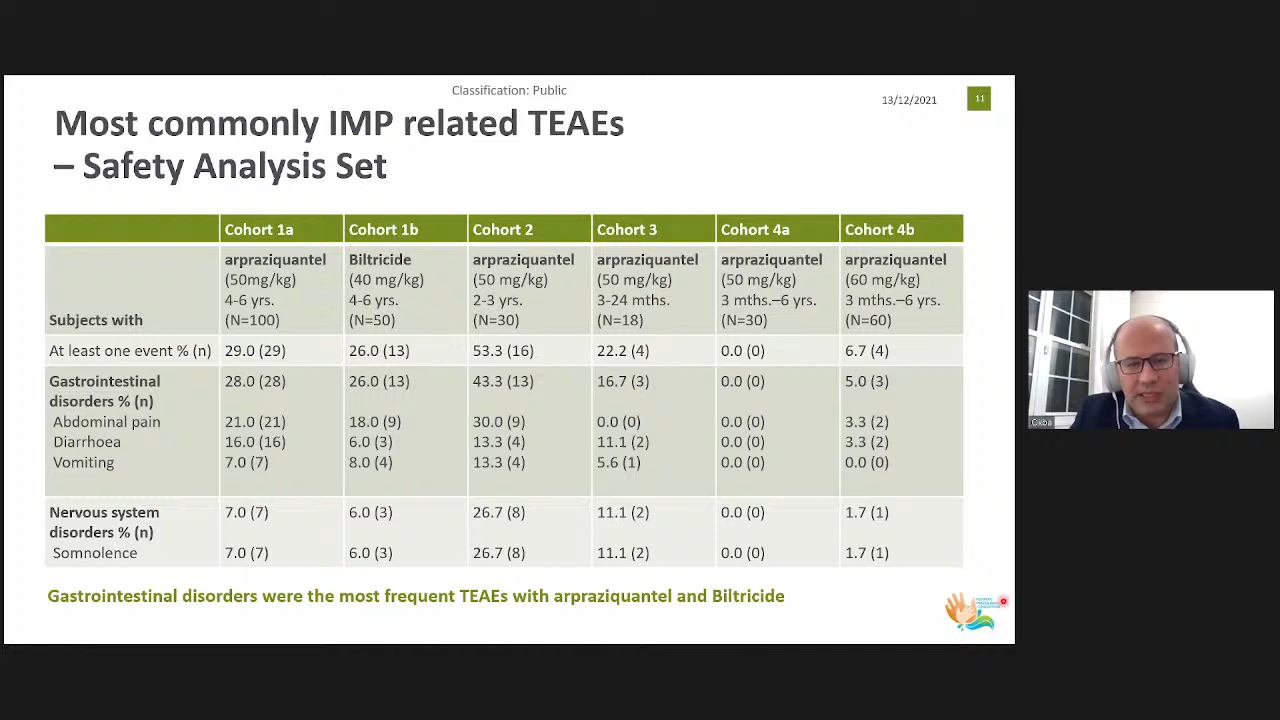 Classification: Public
13/12/2021
11
Most commonly IMP related TEAEs
– Safety Analysis Set
Cohort 1a Cohort 1b Cohort 2 Cohort 3 Cohort 4a Cohort 4b
Subjects with
arpraziquantel
(50mg/kg)
4-6 yrs.
(N=100)
Biltricide
(40 mg/kg)
4-6 yrs.
(N=50)
arpraziquantel
(50 mg/kg)
2-3 yrs.
(N=30)
arpraziquantel
(50 mg/kg)
3-24 mths.
(N=18)
arpraziquantel
(50 mg/kg)
3 mths.–6 yrs.
(N=30)
arpraziquantel
(60 mg/kg)
3 mths.–6 yrs.
(N=60)
At least one event % (n) 29.0 (29) 26.0 (13) 53.3 (16) 22.2 (4) 0.0 (0) 6.7 (4)
Gastrointestinal 28.0 (28) 26.0 (13) 43.3 (13) 16.7 (3) 0.0 (0) 5.0 (3)
disorders % (n)
Abdominal pain 21.0 (21) 18.0 (9) 30.0 (9) 0.0 (0) 0.0 (0) 3.3 (2)
Diarrhoea 16.0 (16) 6.0 (3) 13.3 (4) 11.1 (2) 0.0 (0) 3.3 (2)
Vomiting 7.0 (7) 8.0 (4) 13.3 (4) 5.6 (1) 0.0 (0) 0.0 (0)
Nervous system 7.0 (7) 6.0 (3) 26.7 (8) 11.1 (2) 0.0 (0) 1.7 (1)
disorders % (n)
Somnolence 7.0 (7) 6.0 (3) 26.7 (8) 11.1 (2) 0.0 (0) 1.7 (1)
Gastrointestinal disorders were the most frequent TEAEs with arpraziquantel and Biltricide